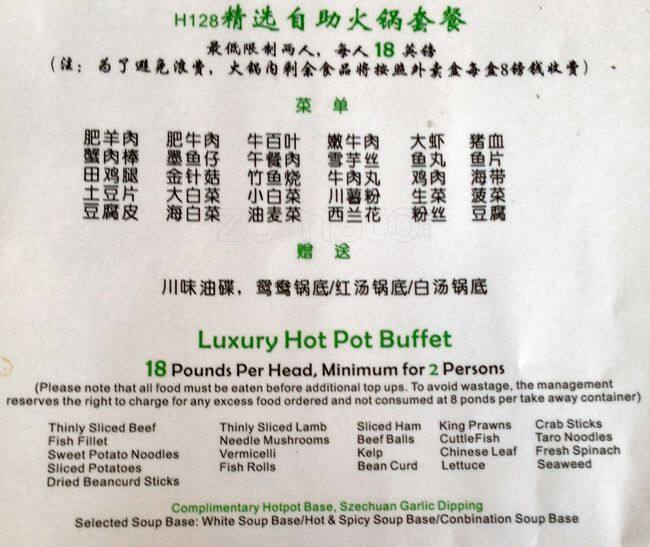 H128精选自助火锅套餐
最低限制两人，每人 18 英镑
(注：为了避免浪费，火锅内剩余食品将按照外卖盒每盒8磅钱收费)
菜 单
肥羊肉 肥牛肉 牛百叶 嫩牛肉 大虾 猪血
蟹肉棒 墨鱼仔 午餐肉 雪芋丝 鱼丸 鱼片
田鸡腿 金针菇 竹鱼烧 牛肉丸 鸡肉 海带
土豆片 大白菜 小白菜 川薯粉 生菜 菠菜
豆腐皮 海白菜 油麦菜 西兰花 粉丝 豆腐
zomato
赠 送
川味油碟，鸳鸯锅底/红汤锅底/白汤锅底
Luxury Hot Pot Buffet
18 Pounds Per Head, Minimum for 2 Persons
(Please note that all food must be eaten before additional top ups. To avoid wastage, the management
reserves the right to charge for any excess food ordered and not consumed at 8 ponds per take away container)
Thinly Sliced Beef Thinly Sliced Lamb Sliced Ham King Prawns Crab Sticks
Fish Fillet Needle Mushrooms Beef Balls CuttleFish Taro Noodles
Sweet Potato Noodles Vermicelli Kelp Chinese Leaf Fresh Spinach
Sliced Potatoes Fish Rolls Bean Curd Lettuce Seaweed
Dried Beancurd Sticks
Complimentary Hotpot Base, Szechuan Garlic Dipping
Selected Soup Base: White Soup Base/Hot & Spicy Soup Base/Conbination Soup Base